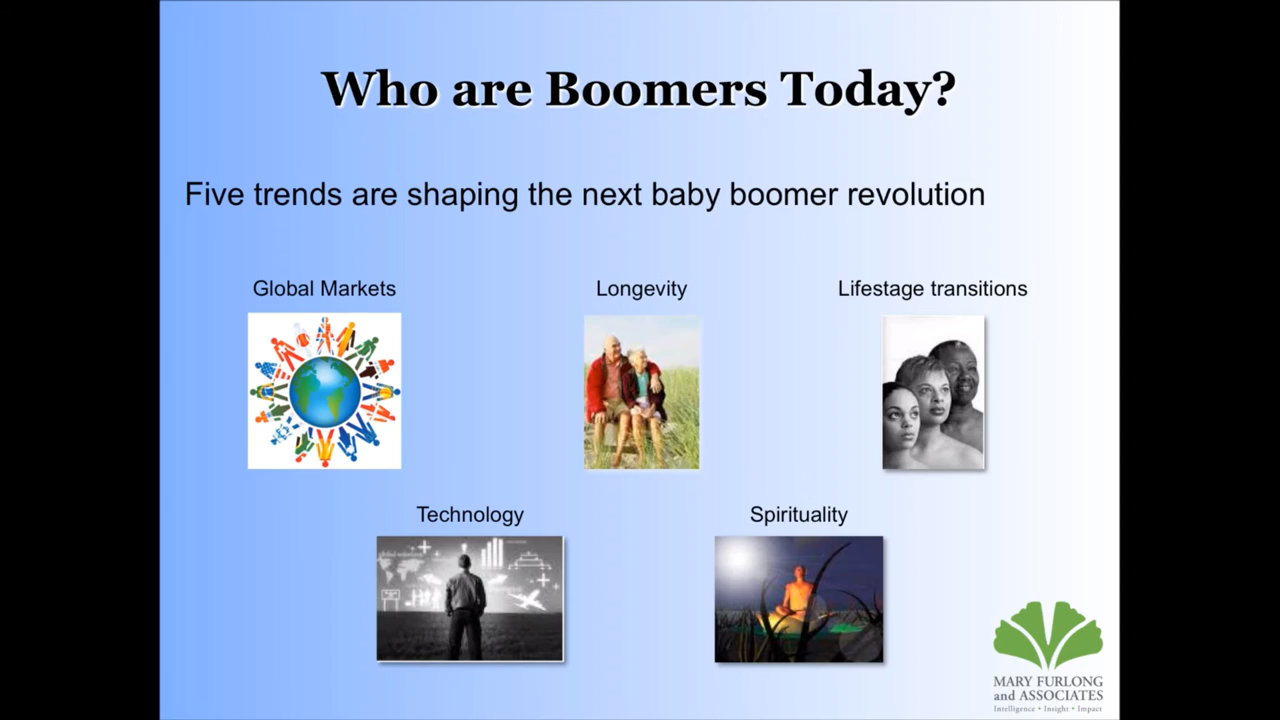 Who are Boomers Today?
Five trends are shaping the next baby boomer revolution
Global Markets
Longevity
Lifestage transitions
Technology
Spirituality
MARY FURLONG
and ASSOCIATES
Intelligence • Insight • Impact